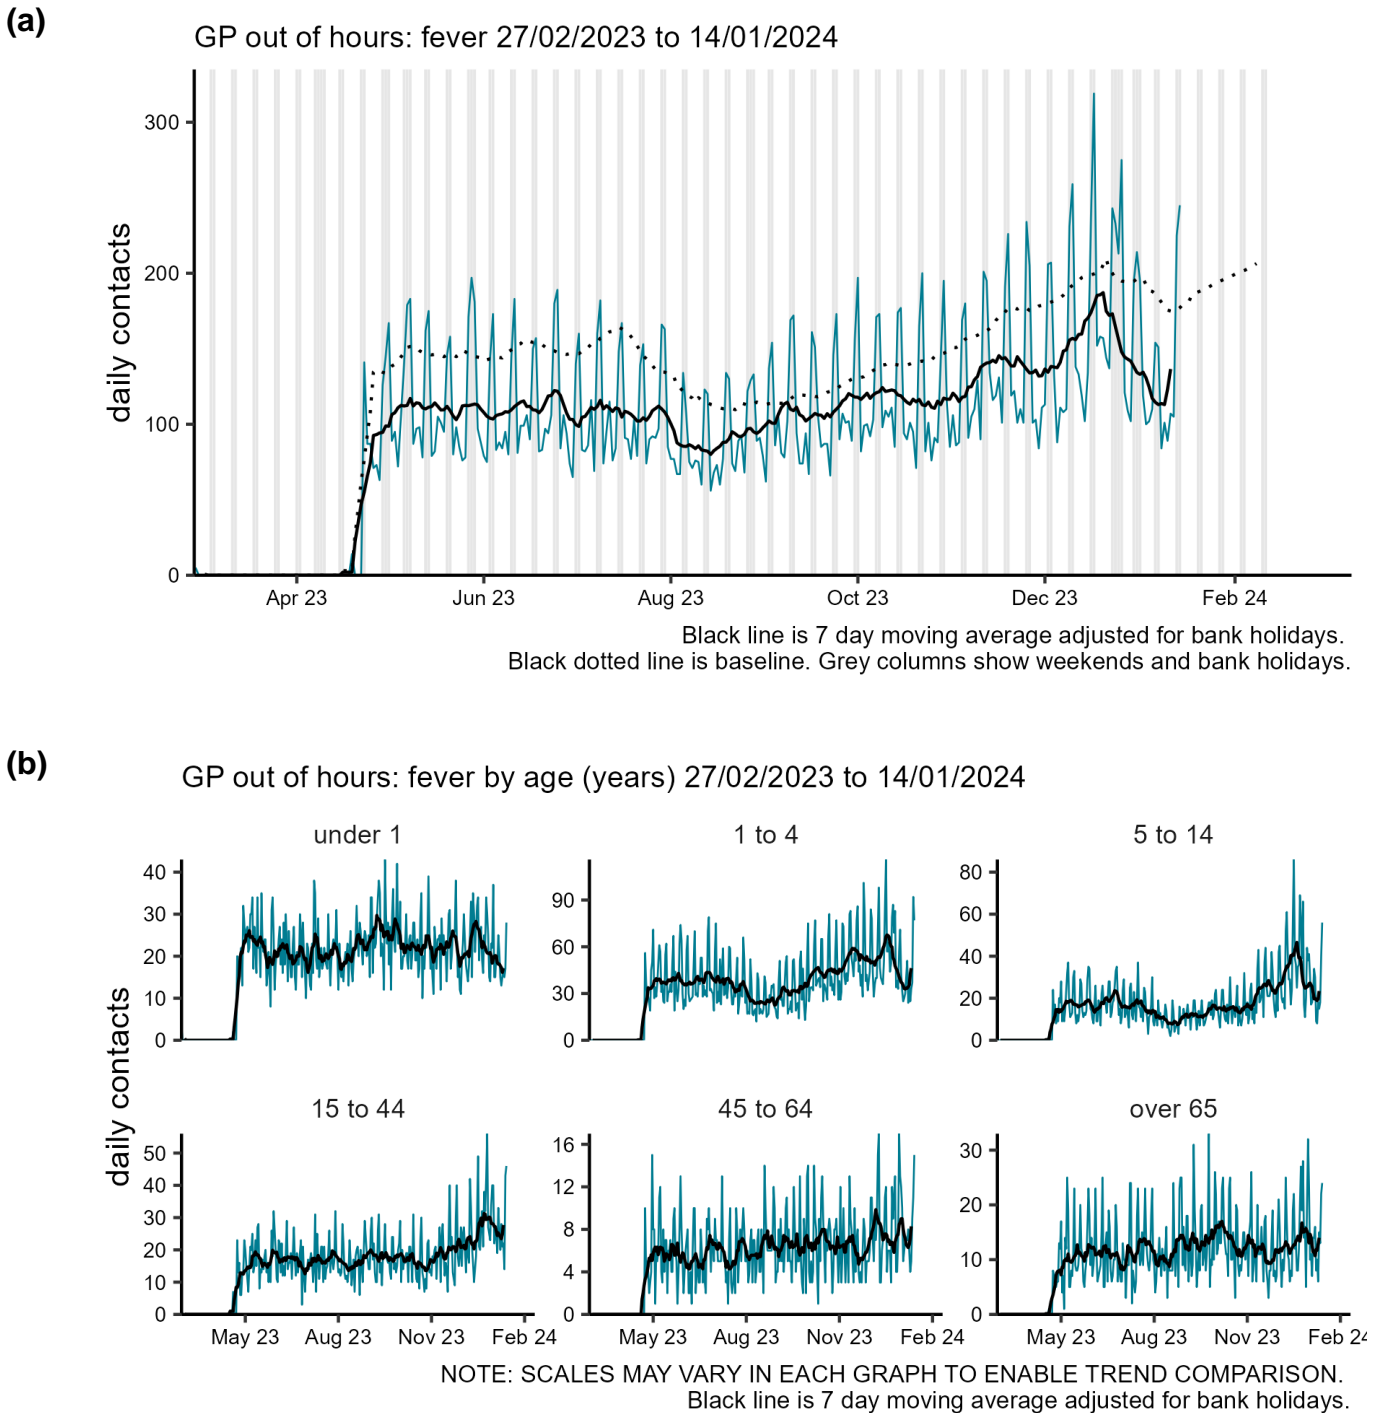 (a)
GP out of hours: fever 27/02/2023 to 14/01/2024
daily contacts
300
200
100
0
Apr 23 Jun 23 Aug 23 Oct 23 Dec 23 Feb 24
Black line is 7 day moving average adjusted for bank holidays.
Black dotted line is baseline. Grey columns show weekends and bank holidays.
(b)
GP out of hours: fever by age (years) 27/02/2023 to 14/01/2024
daily contacts
under 1
40
30
20
10
0
1 to 4
90
60
30
0
5 to 14
80
60
40
20
0
15 to 44
50
40
30
20
10
0
May 23 Aug 23 Nov 23 Feb 24
45 to 64
16
12
8
4
0
May 23 Aug 23 Nov 23 Feb 24
over 65
30
20
10
0
May 23 Aug 23 Nov 23 Feb 24
NOTE: SCALES MAY VARY IN EACH GRAPH TO ENABLE TREND COMPARISON.
Black line is 7 day moving average adjusted for bank holidays.